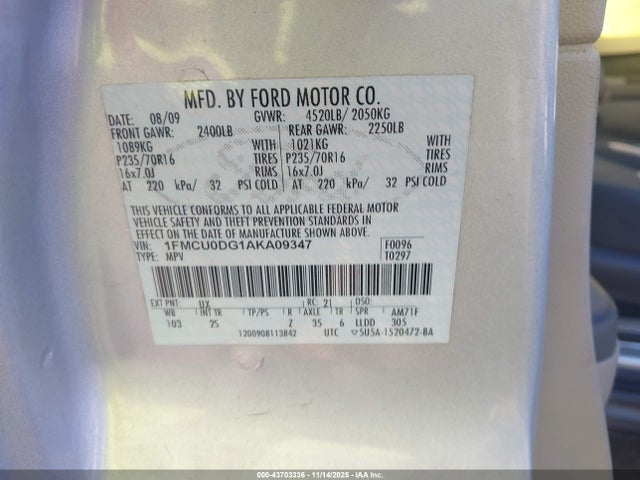 MFD. BY FORD MOTOR CO.
DATE: 08/09 GVWR: 4520LB/ 2050KG
FRONT GAWR: 2400LB REAR GAWR: 2250LB
1089KG WITH 1021KG WITH
P235/70R16 TIRES P235/70R16 TIRES
16x7.0J RIMS 16x7.0J RIMS
AT 220 kPa/ 32 PSI COLD AT 220 kPa/ 32 PSI COLD
THIS VEHICLE CONFORMS TO ALL APPLICABLE FEDERAL MOTOR
VEHICLE SAFETY AND THEFT PREVENTION STANDARDS IN
EFFECT ON THE DATE OF MANUFACTURE SHOWN ABOVE.
VIN: 1FMCU0DG1AKA09347 F0096
TYPE: MPV T0297
EXT PNT: UX RC: 21 DSO:
WB INT TR TP/PS R AXLE TR SPR AM71F
103 2S Z 35 6 LLDD 305
1200908113842 UTC ▽5U5A-1520472-BA
000-43703336 - 11/14/2025 - IAA Inc.